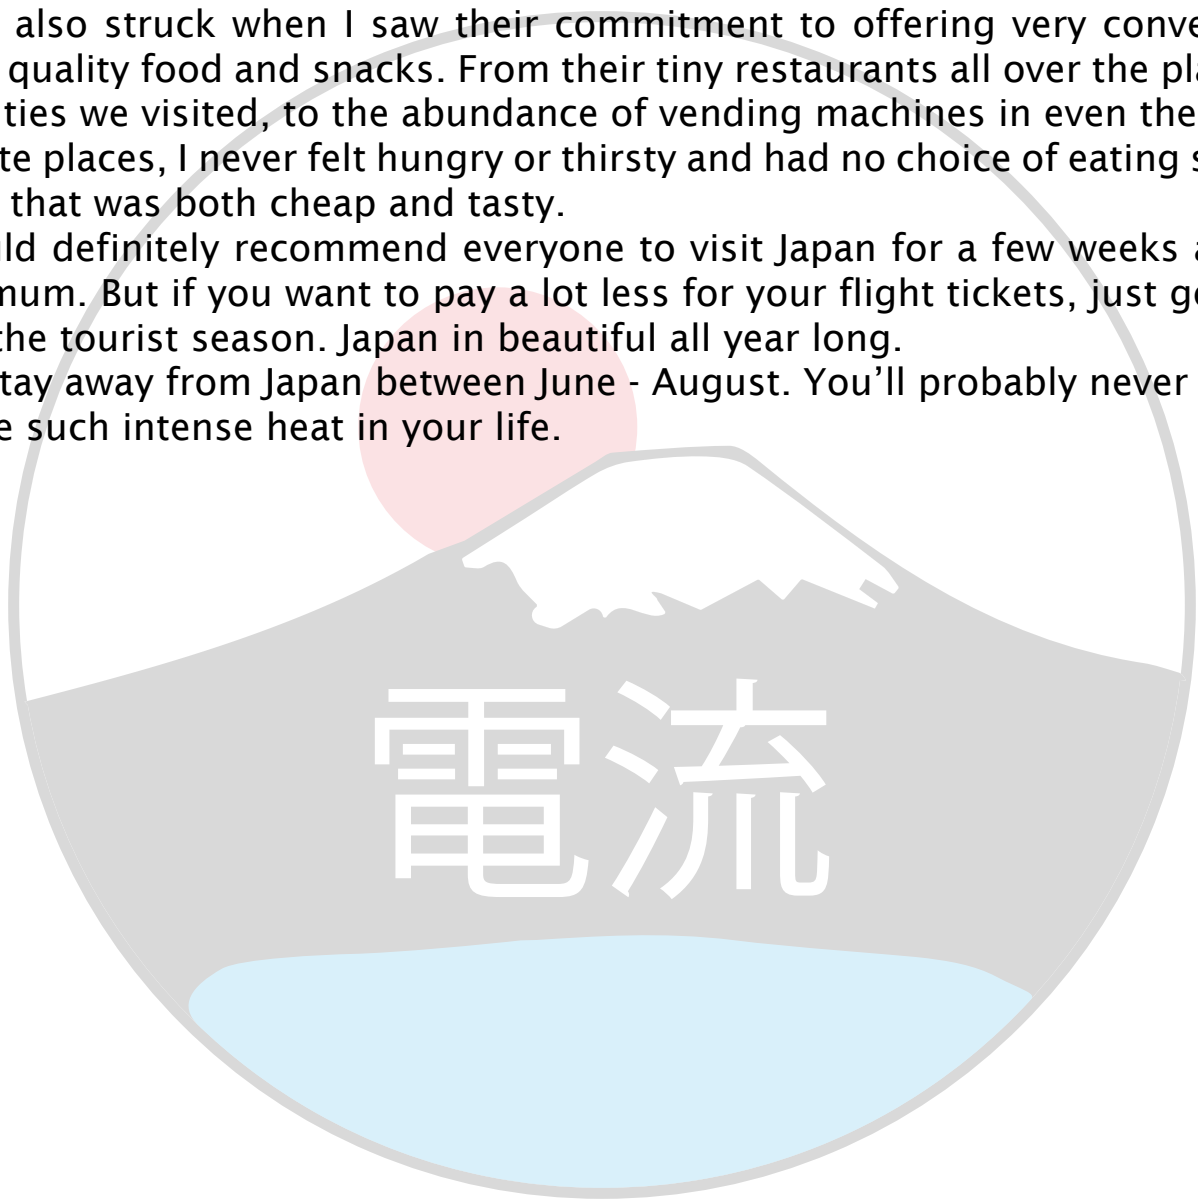 also struck when I saw their commitment to offering very conve
quality food and snacks. From their tiny restaurants all over the pla
ties we visited, to the abundance of vending machines in even the
te places, I never felt hungry or thirsty and had no choice of eating s
that was both cheap and tasty.
ld definitely recommend everyone to visit Japan for a few weeks a
mum. But if you want to pay a lot less for your flight tickets, just go
the tourist season. Japan in beautiful all year long.
tay away from Japan between June - August. You’ll probably never
e such intense heat in your life.
電流